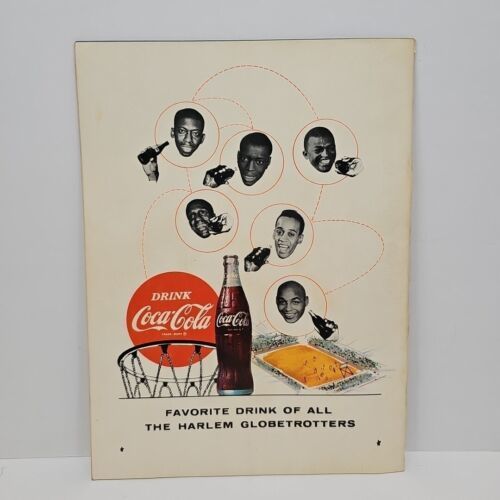 DRINK
Coca-Cola
Coca-Cola
FAVORITE DRINK OF ALL
THE HARLEM GLOBETROTTERS